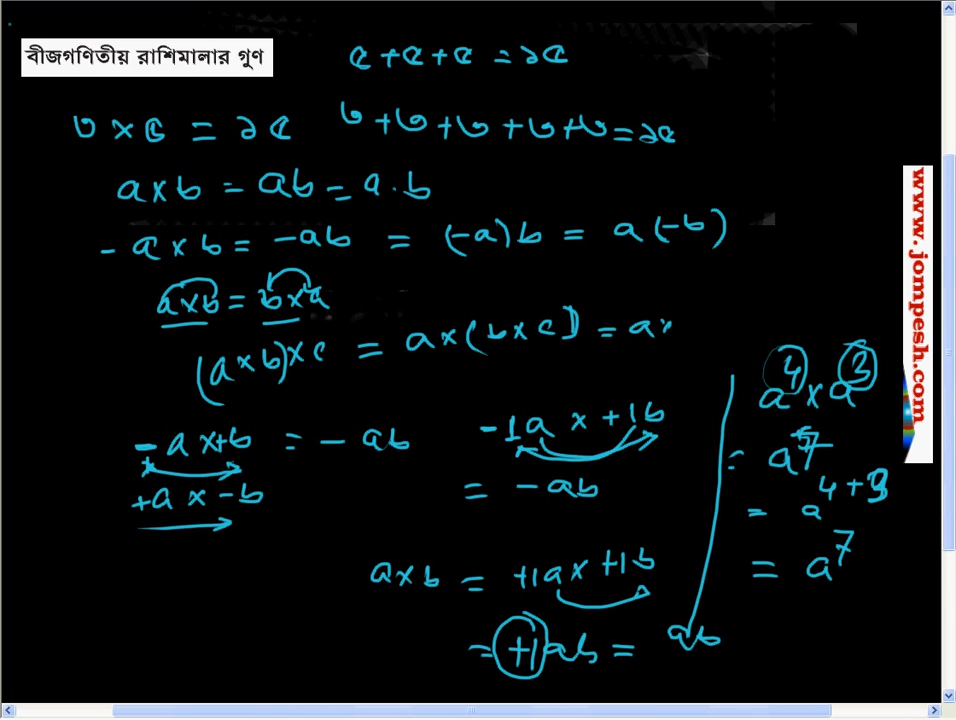 বীজগণিতীয় রাশিমালার গুণ
৫ + ৫ + ৫ = ১৫
৩ × ৫ = ১৫
৩ + ৩ + ৩ + ৩ + ৩ = ১৫
a × b = ab = a . b
- a × b = -ab = (-a) b = a (-b)
a × b = b × a
(a × b) × c = a × (b × c) = a ×
- a × +b = - ab
+a × -b
-1a × +1b
= - ab
a × b = +1a × +1b
= +1ab = ab
a⁴ × a³
= a⁷
= a⁴⁺³
= a⁷
www.jompesh.com